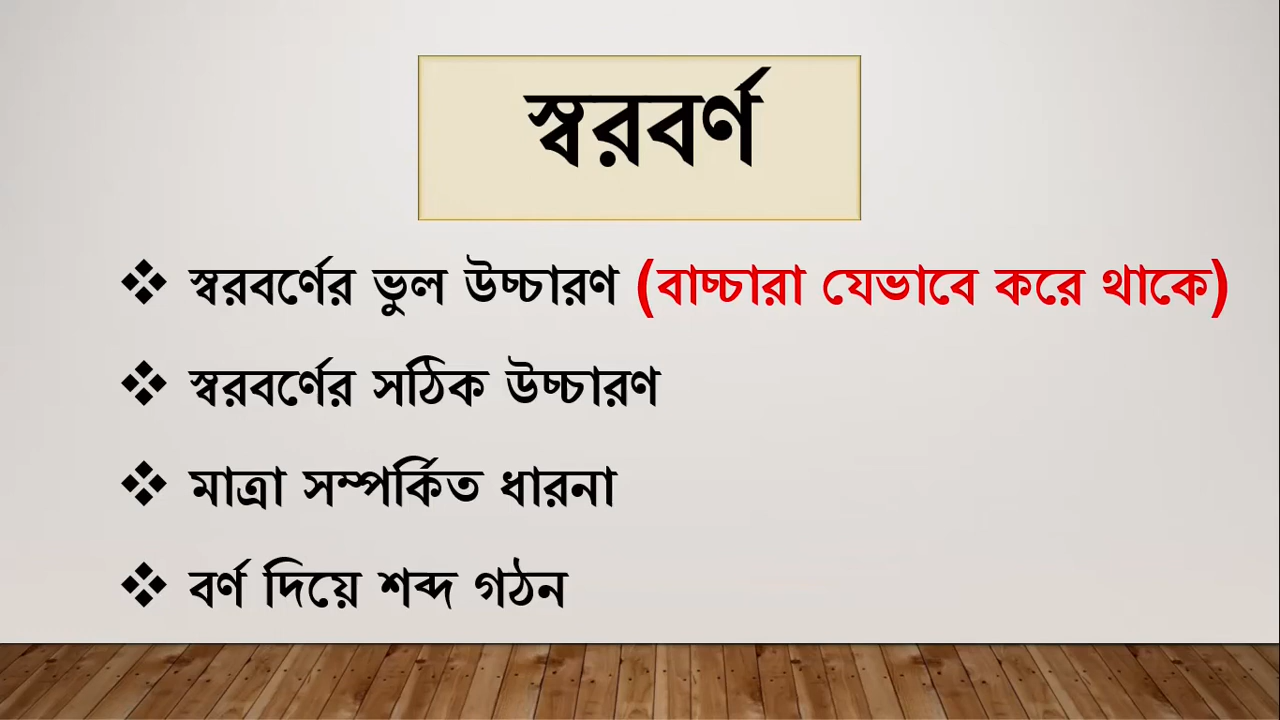 স্বরবর্ণ
❖ স্বরবর্ণের ভুল উচ্চারণ (বাচ্চারা যেভাবে করে থাকে)
❖ স্বরবর্ণের সঠিক উচ্চারণ
❖ মাত্রা সম্পর্কিত ধারনা
❖ বর্ণ দিয়ে শব্দ গঠন